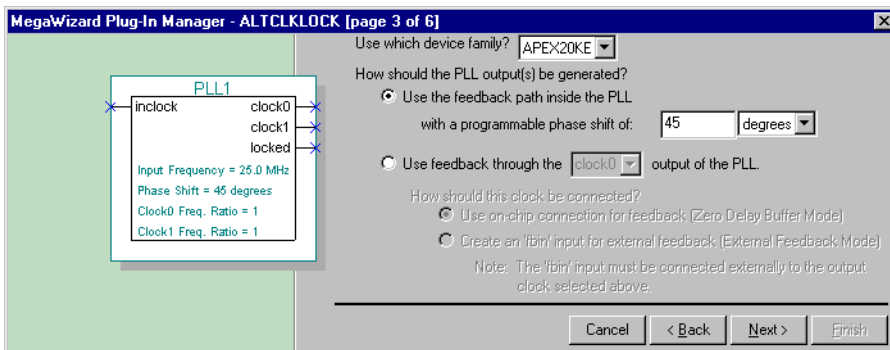 MegaWizard Plug-In Manager - ALTCLKLOCK [page 3 of 6]
Use which device family? APEX20KE
How should the PLL output(s) be generated?
Use the feedback path inside the PLL
with a programmable phase shift of: 45 degrees
Use feedback through the clock0 output of the PLL.
How should this clock be connected?
Use on-chip connection for feedback (Zero Delay Buffer Mode)
Create an 'fbin' input for external feedback (External Feedback Mode)
Note: The 'fbin' input must be connected externally to the output
clock selected above.
PLL1
inclock clock0
clock1
locked
Input Frequency = 25.0 MHz
Phase Shift = 45 degrees
Clock0 Freq. Ratio = 1
Clock1 Freq. Ratio = 1
Cancel < Back Next > Finish